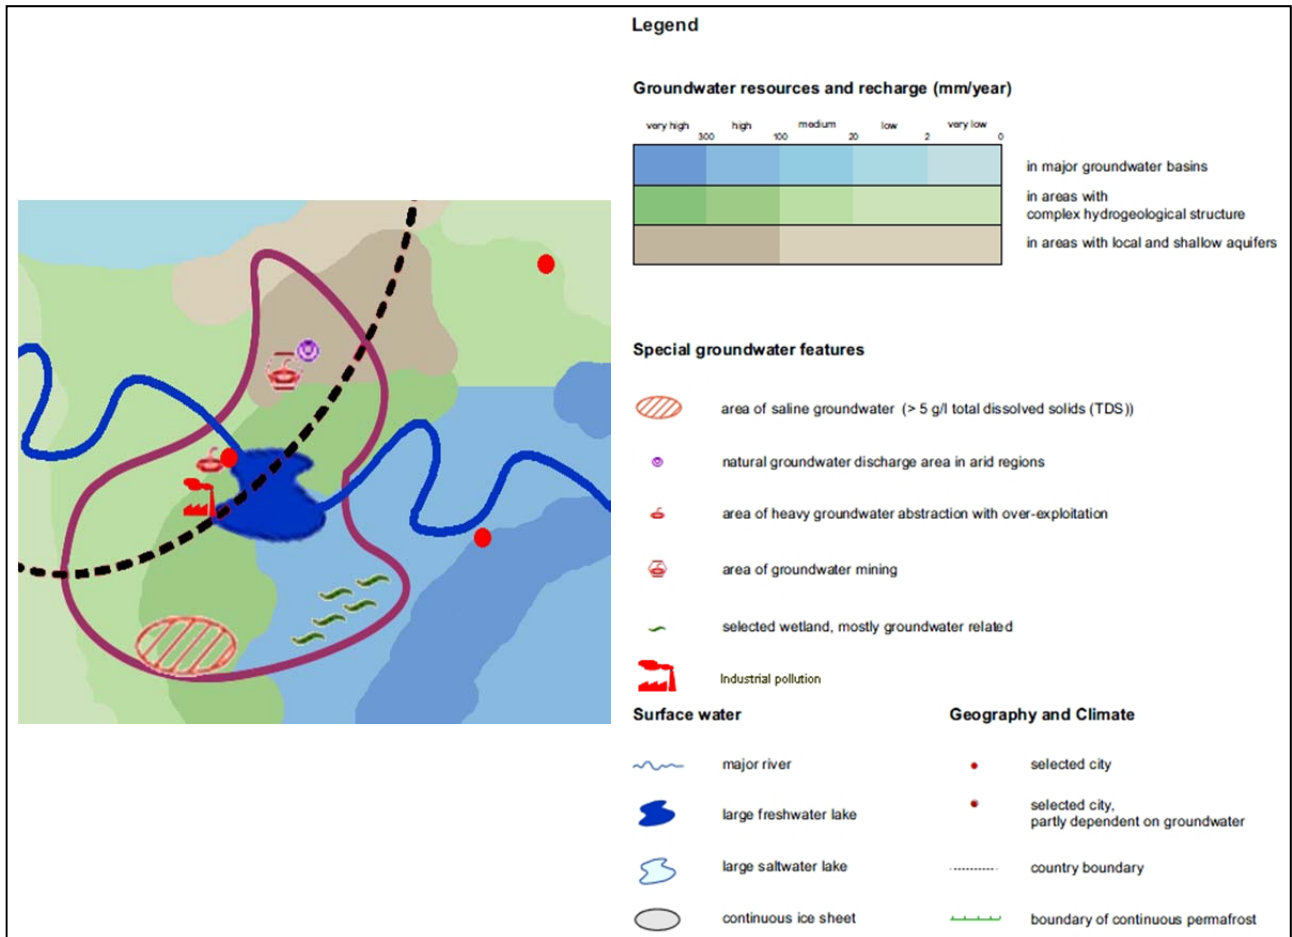 Legend
Groundwater resources and recharge (mm/year)
very high high medium low very low
300 100 20 2 0
in major groundwater basins
in areas with
complex hydrogeological structure
in areas with local and shallow aquifers
Special groundwater features
area of saline groundwater (> 5 g/l total dissolved solids (TDS))
natural groundwater discharge area in arid regions
area of heavy groundwater abstraction with over-exploitation
area of groundwater mining
selected wetland, mostly groundwater related
Industrial pollution
Surface water
major river
large freshwater lake
large saltwater lake
continuous ice sheet
Geography and Climate
selected city
selected city,
partly dependent on groundwater
country boundary
boundary of continuous permafrost